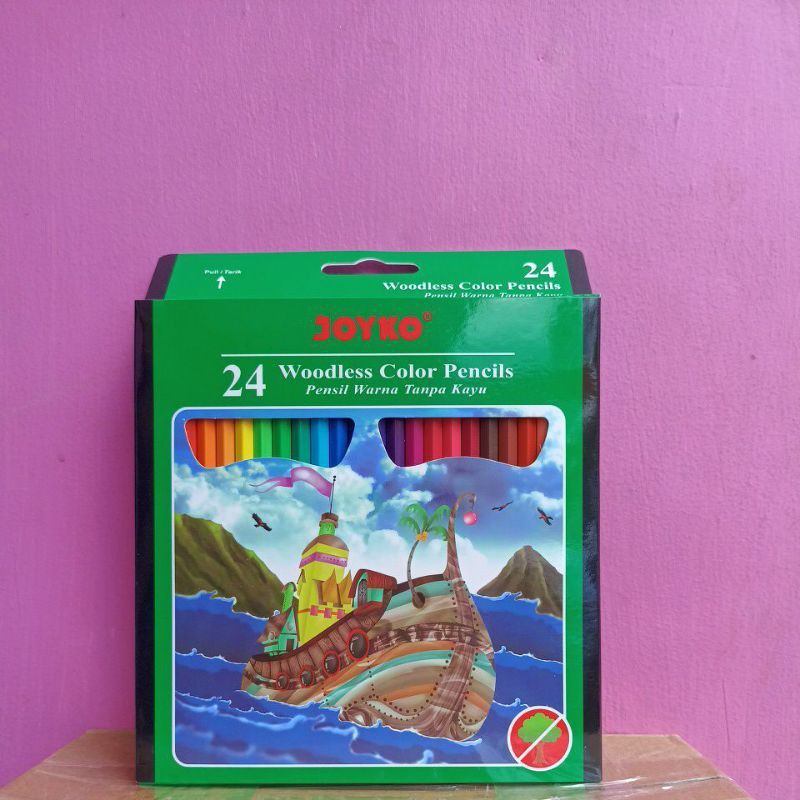 Pull / Tarik
24
Woodless Color Pencils
Pensil Warna Tanpa Kayu
JOYKO®
24 Woodless Color Pencils
Pensil Warna Tanpa Kayu